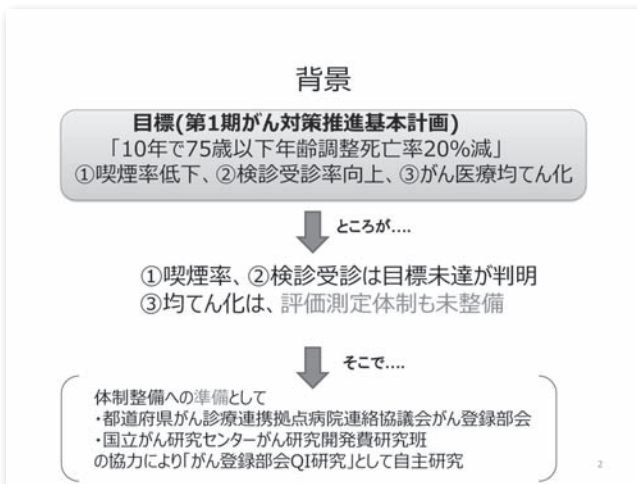 背景
目標(第1期がん対策推進基本計画)
「10年で75歳以下年齢調整死亡率20%減」
①喫煙率低下、②検診受診率向上、③がん医療均てん化
ところが....
①喫煙率、②検診受診は目標未達が判明
③均てん化は、評価測定体制も未整備
そこで....
体制整備への準備として
・都道府県がん診療連携拠点病院連絡協議会がん登録部会
・国立がん研究センターがん研究開発費研究班
の協力により「がん登録部会QI研究」として自主研究
2